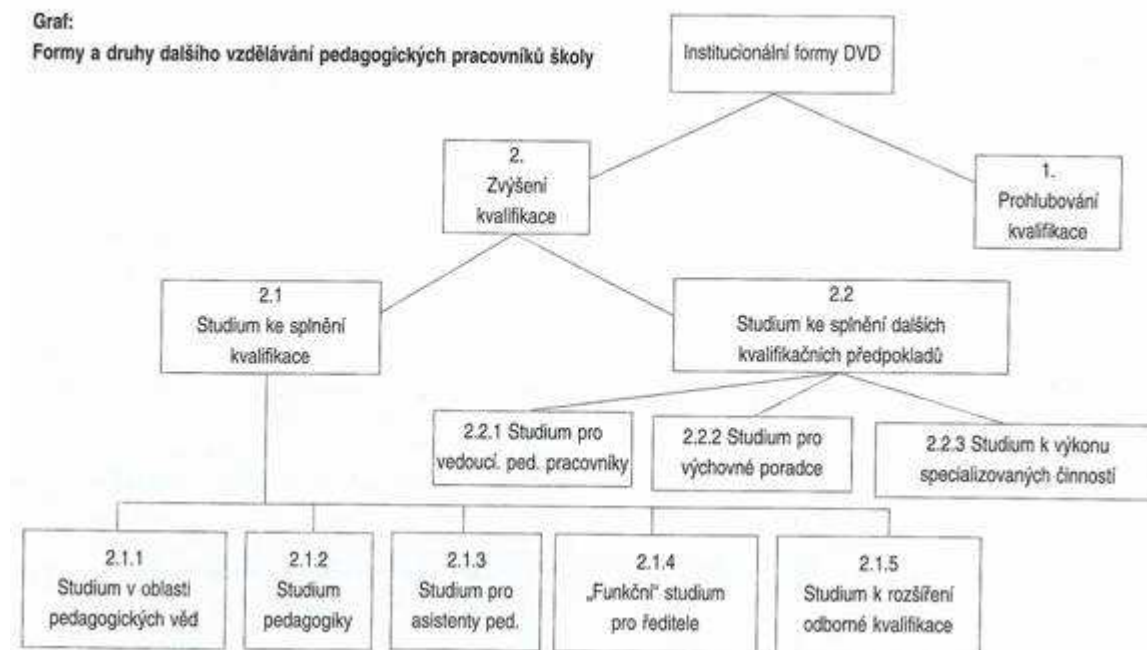 Graf:
Formy a druhy dalšího vzdělávání pedagogických pracovníků školy
Institucionální formy DVD
2.
Zvýšení
kvalifikace
1.
Prohlubování
kvalifikace
2.1
Studium ke splnění
kvalifikace
2.2
Studium ke splnění dalších
kvalifikačních předpokladů
2.2.1 Studium pro
vedoucí. ped. pracovníky
2.2.2 Studium pro
výchovné poradce
2.2.3 Studium k výkonu
specializovaných činností
2.1.1
Studium v oblasti
pedagogických věd
2.1.2
Studium
pedagogiky
2.1.3
Studium pro
asistenty ped.
2.1.4
„Funkční“ studium
pro ředitele
2.1.5
Studium k rozšíření
odborné kvalifikace